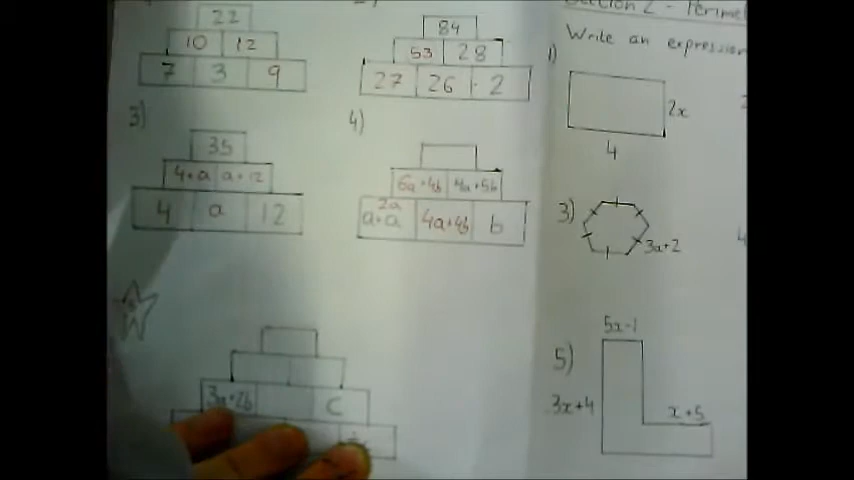 22
10 12
7 3 9
84
53 28
27 26 2
3)
35
4+a a+12
4 a 12
4)
6a+4b 4a+5b
2a
a+a 4a+4b b
3a+2b C
Section 2 - Perime
Write an expression
1)
2x
4
3)
3a+2
5)
5x-1
3x+4
x+5